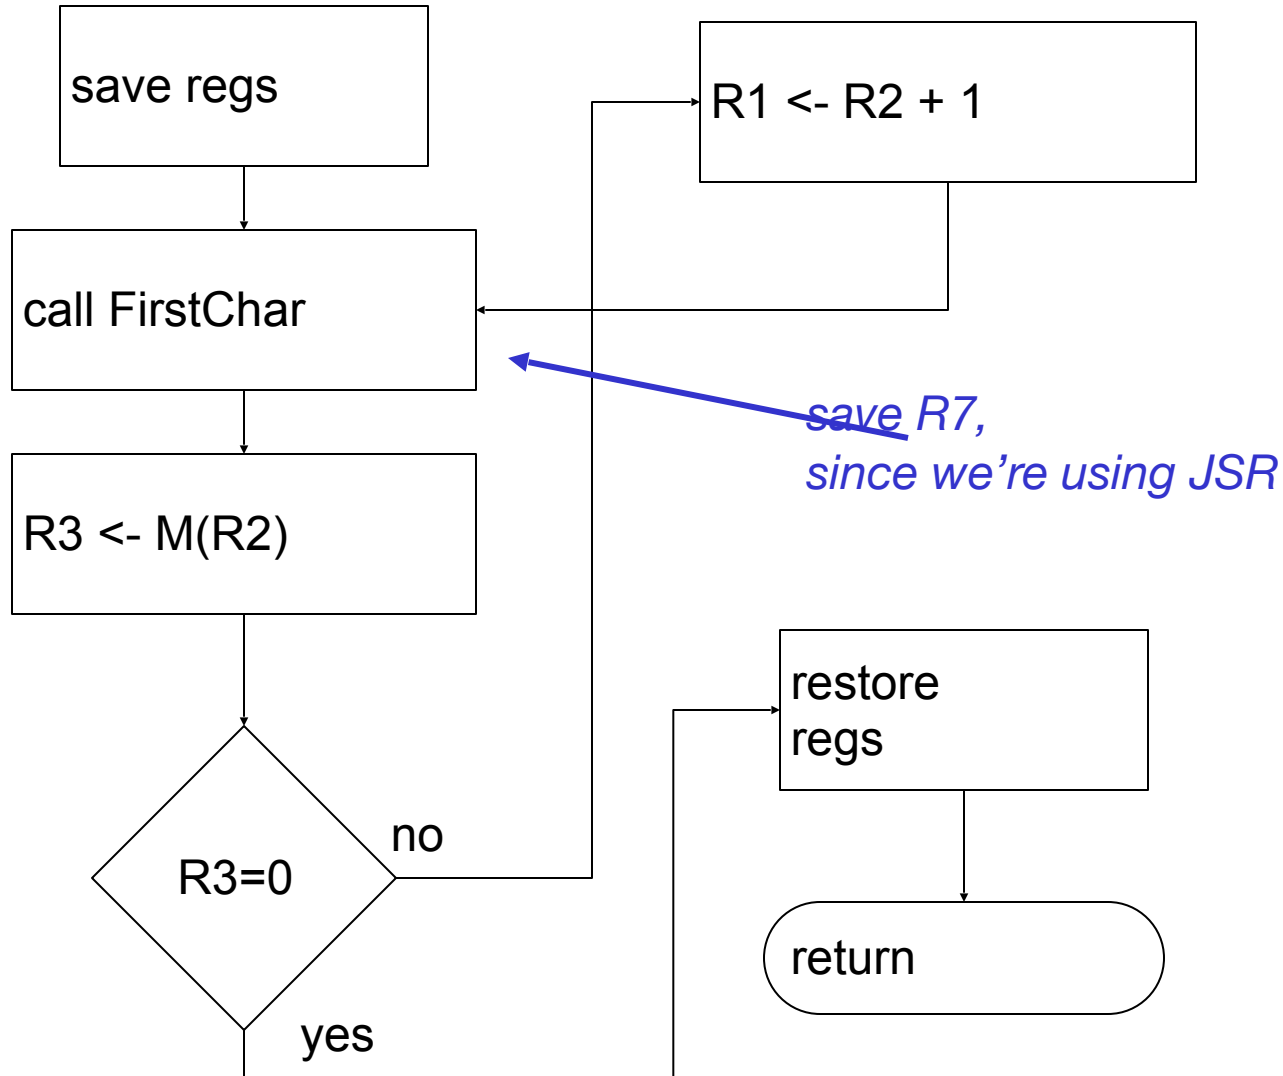 save regs
R1 <- R2 + 1
call FirstChar
save R7,
since we’re using JSR
R3 <- M(R2)
restore
regs
no
R3=0
return
yes